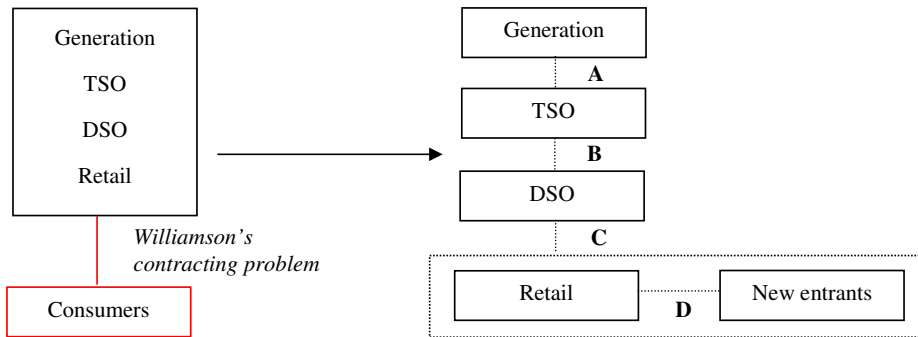 Generation
TSO
DSO
Retail
Williamson's
contracting problem
Consumers
Generation
A
TSO
B
DSO
C
Retail
D
New entrants